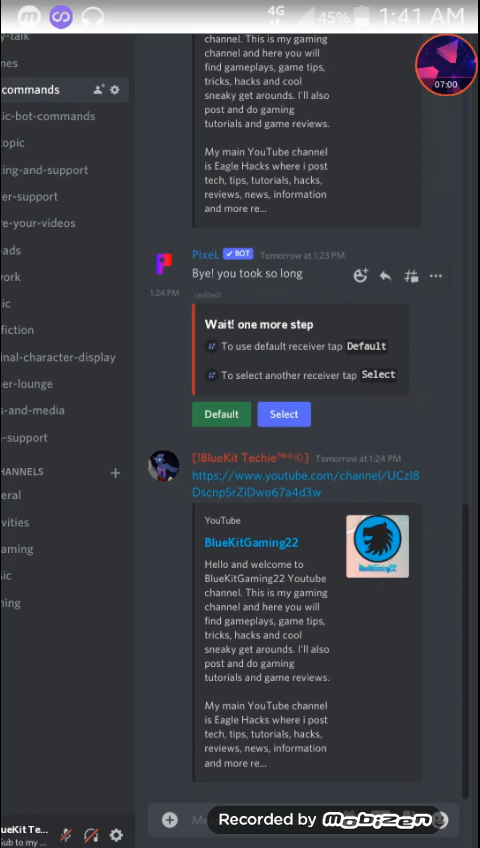 4G 45% 1:41 AM
y-talk
nes
commands
ic-bot-commands
opic
ing-and-support
er-support
re-your-videos
ads
work
ic
fiction
inal-character-display
er-lounge
s-and-media
-support
HANNELS
eral
vities
aming
sic
ning
ueKit Te...
Sub to my ...
07:00
channel. This is my gaming
channel and here you will
find gameplays, game tips,
tricks, hacks and cool
sneaky get arounds. I'll also
post and do gaming
tutorials and game reviews.
My main YouTube channel
is Eagle Hacks where i post
tech, tips, tutorials, hacks,
reviews, news, information
and more re...
PixeL BOT Tomorrow at 1:23 PM
Bye! you took so long
1:24 PM (edited)
Wait! one more step
To use default receiver tap Default
To select another receiver tap Select
Default Select
[!BlueKit Techie™®©] Tomorrow at 1:24 PM
https://www.youtube.com/channel/UCzl8
Dscnp5rZiDwo67a4d3w
YouTube
BlueKitGaming22
Hello and welcome to
BlueKitGaming22 Youtube
channel. This is my gaming
channel and here you will
find gameplays, game tips,
tricks, hacks and cool
sneaky get arounds. I'll also
post and do gaming
tutorials and game reviews.
My main YouTube channel
is Eagle Hacks where i post
tech, tips, tutorials, hacks,
reviews, news, information
and more re...
BlueKitGaming22
Me
Recorded by Mobizen